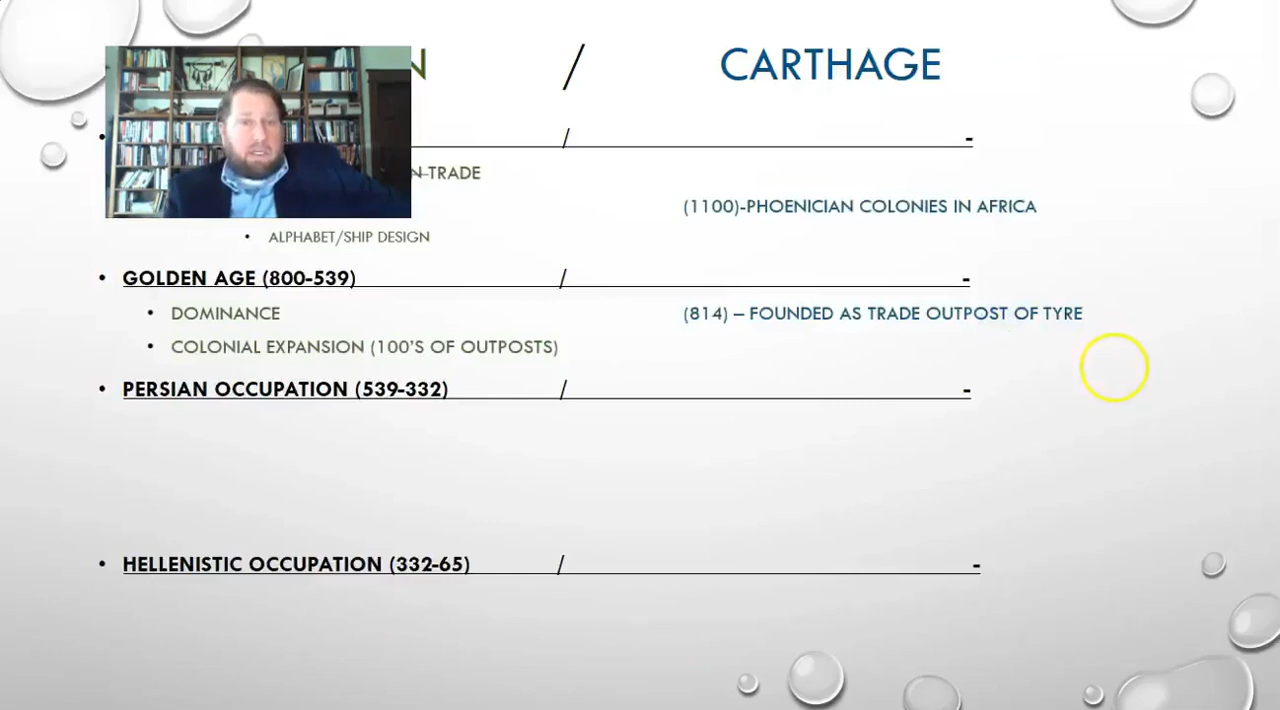 N / CARTHAGE
• / -
N TRADE
(1100)-PHOENICIAN COLONIES IN AFRICA
• ALPHABET/SHIP DESIGN
• GOLDEN AGE (800-539) / -
• DOMINANCE (814) – FOUNDED AS TRADE OUTPOST OF TYRE
• COLONIAL EXPANSION (100'S OF OUTPOSTS)
• PERSIAN OCCUPATION (539-332) / -
• HELLENISTIC OCCUPATION (332-65) / -